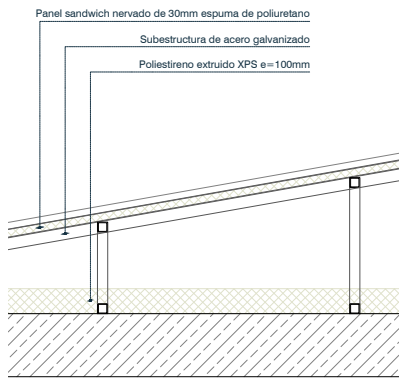 Panel sandwich nervado de 30mm espuma de poliuretano
Subestructura de acero galvanizado
Poliestireno extruido XPS e=100mm